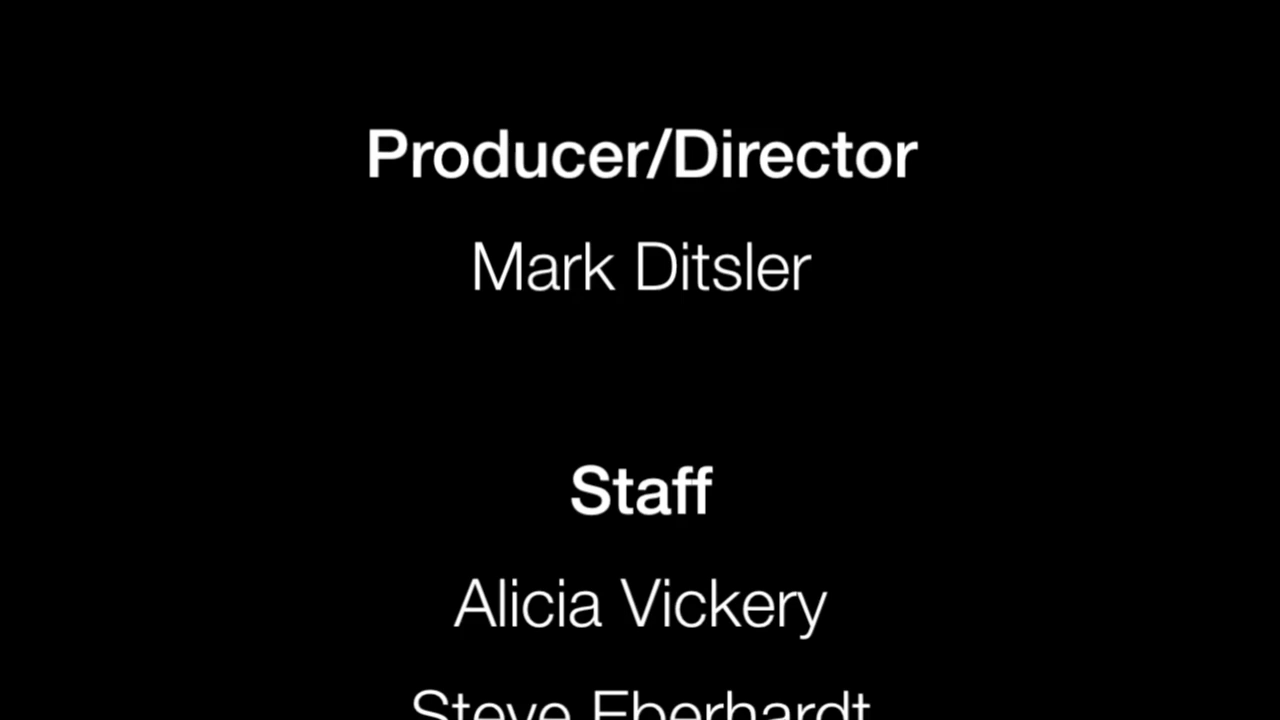 Producer/Director
Mark Ditsler
Staff
Alicia Vickery
Steve Eberhardt